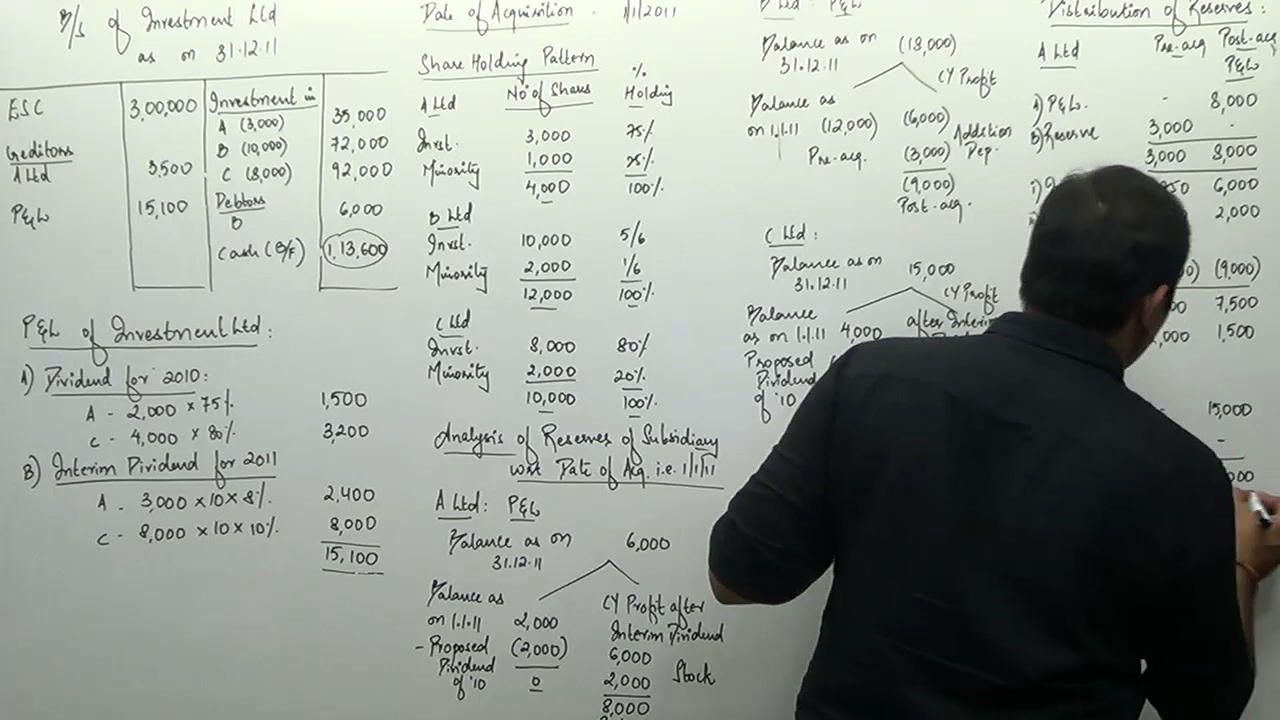 B/S of Investment Ltd
as on 31.12.11
ESC 3,00,000 Investment in
A (3,000) 35,000
Creditors B (10,000) 72,000
A Ltd 3,500 C (8,000) 92,000
P&L 15,100 Debtors
B 6,000
Cash (B/F) 1,13,600
P&L of Investment Ltd:
A) Dividend for 2010:
A - 2,000 × 75% 1,500
C - 4,000 × 80% 3,200
B) Interim Dividend for 2011
A - 3,000 × 10 × 8% 2,400
C - 8,000 × 10 × 10% 8,000
15,100
Date of Acquisition - 1/1/2011
Share Holding Pattern
A Ltd No of Shares % Holding
Invst. 3,000 75%
Minority 1,000 25%
4,000 100%
B Ltd
Invst. 10,000 5/6
Minority 2,000 1/6
12,000 100%
C Ltd
Invst. 8,000 80%
Minority 2,000 20%
10,000 100%
Analysis of Reserves of Subsidiary
wrt Date of Acq. i.e. 1/1/11
A Ltd: P&L
Balance as on 6,000
31.12.11
Balance as
on 1.1.11 2,000
- Proposed (2,000)
Dividend
of '10 0
CY Profit after
Interim Dividend
6,000
2,000 Stock
8,000
B Ltd: P&L
Balance as on (18,000)
31.12.11
Balance as
on 1.1.11 (12,000)
Pre-acq.
CY Profit
(6,000)
(3,000) Addition Dep.
(9,000)
Post-acq.
C Ltd:
Balance as on 15,000
31.12.11
Balance
as on 1.1.11 4,000
Proposed
Dividend
of '10
CY Profit
after Interim
Distribution of Reserves:
A Ltd Pre-acq Post-acq
P&L
A) P&L - 8,000
B) Reserve 3,000 -
3,000 8,000
6,000
2,000
(9,000)
7,500
1,500
15,000
-